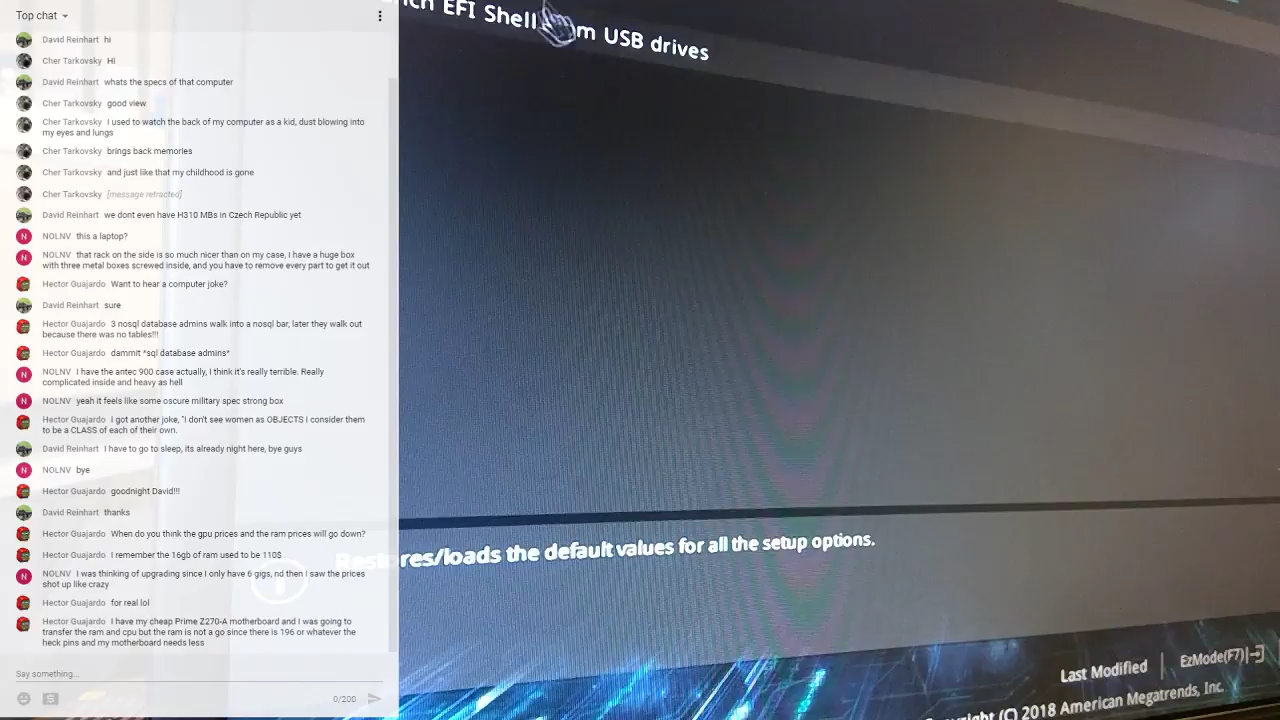 Top chat
David Reinhart hi
Cher Tarkovsky Hi
David Reinhart whats the specs of that computer
Cher Tarkovsky good view
Cher Tarkovsky I used to watch the back of my computer as a kid, dust blowing into
my eyes and lungs
Cher Tarkovsky brings back memories
Cher Tarkovsky and just like that my childhood is gone
Cher Tarkovsky [message retracted]
David Reinhart we dont even have H310 MBs in Czech Republic yet
N NOLNV this a laptop?
N NOLNV that rack on the side is so much nicer than on my case, I have a huge box
with three metal boxes screwed inside, and you have to remove every part to get it out
Hector Guajardo Want to hear a computer joke?
David Reinhart sure
Hector Guajardo 3 nosql database admins walk into a nosql bar, later they walk out
because there was no tables!!!
Hector Guajardo dammit *sql database admins*
N NOLNV I have the antec 900 case actually, I think it's really terrible. Really
complicated inside and heavy as hell
N NOLNV yeah it feels like some oscure military spec strong box
Hector Guajardo I got another joke, "I don't see women as OBJECTS I consider them
to be a CLASS of each of their own.
David Reinhart I have to go to sleep, its already night here, bye guys
N NOLNV bye
Hector Guajardo goodnight David!!!
David Reinhart thanks
Hector Guajardo When do you think the gpu prices and the ram prices will go down?
Hector Guajardo I remember the 16gb of ram used to be 110$
N NOLNV I was thinking of upgrading since I only have 6 gigs, nd then I saw the prices
shot up like crazy
Hector Guajardo for real lol
Hector Guajardo I have my cheap Prime Z270-A motherboard and I was going to
transfer the ram and cpu but the ram is not a go since there is 196 or whatever the
heck pins and my motherboard needs less
Say something...
0/200
EFI Shell USB drives
Restores/loads the default values for all the setup options.
Last Modified | EzMode(F7)
(C) 2018 American Megatrends, Inc.